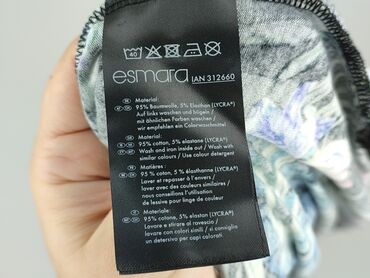 40
esmara IAN 312660
DE Material:
95% Baumwolle, 5% Elasthan (LYCRA®)
Auf links waschen und bügeln /
mit ähnlichen Farben waschen /
wir empfehlen ein Colorwaschmittel
Material:
95% cotton, 5% elastane (LYCRA®)
Wash and iron inside out / Wash with
similar colours / Use colour detergent
Matières :
95 % coton, 5 % élasthanne (LYCRA®)
Laver et repasser à l'envers /
Laver avec des couleurs similaires /
nous conseillons l'utilisation
de lessive pour linge de couleur
Materiale:
95% cotone, 5% elastan (LYCRA®)
Lavare e stirare al rovescio /
Lavare con colori simili / si consiglia
un detersivo per capi colorati.